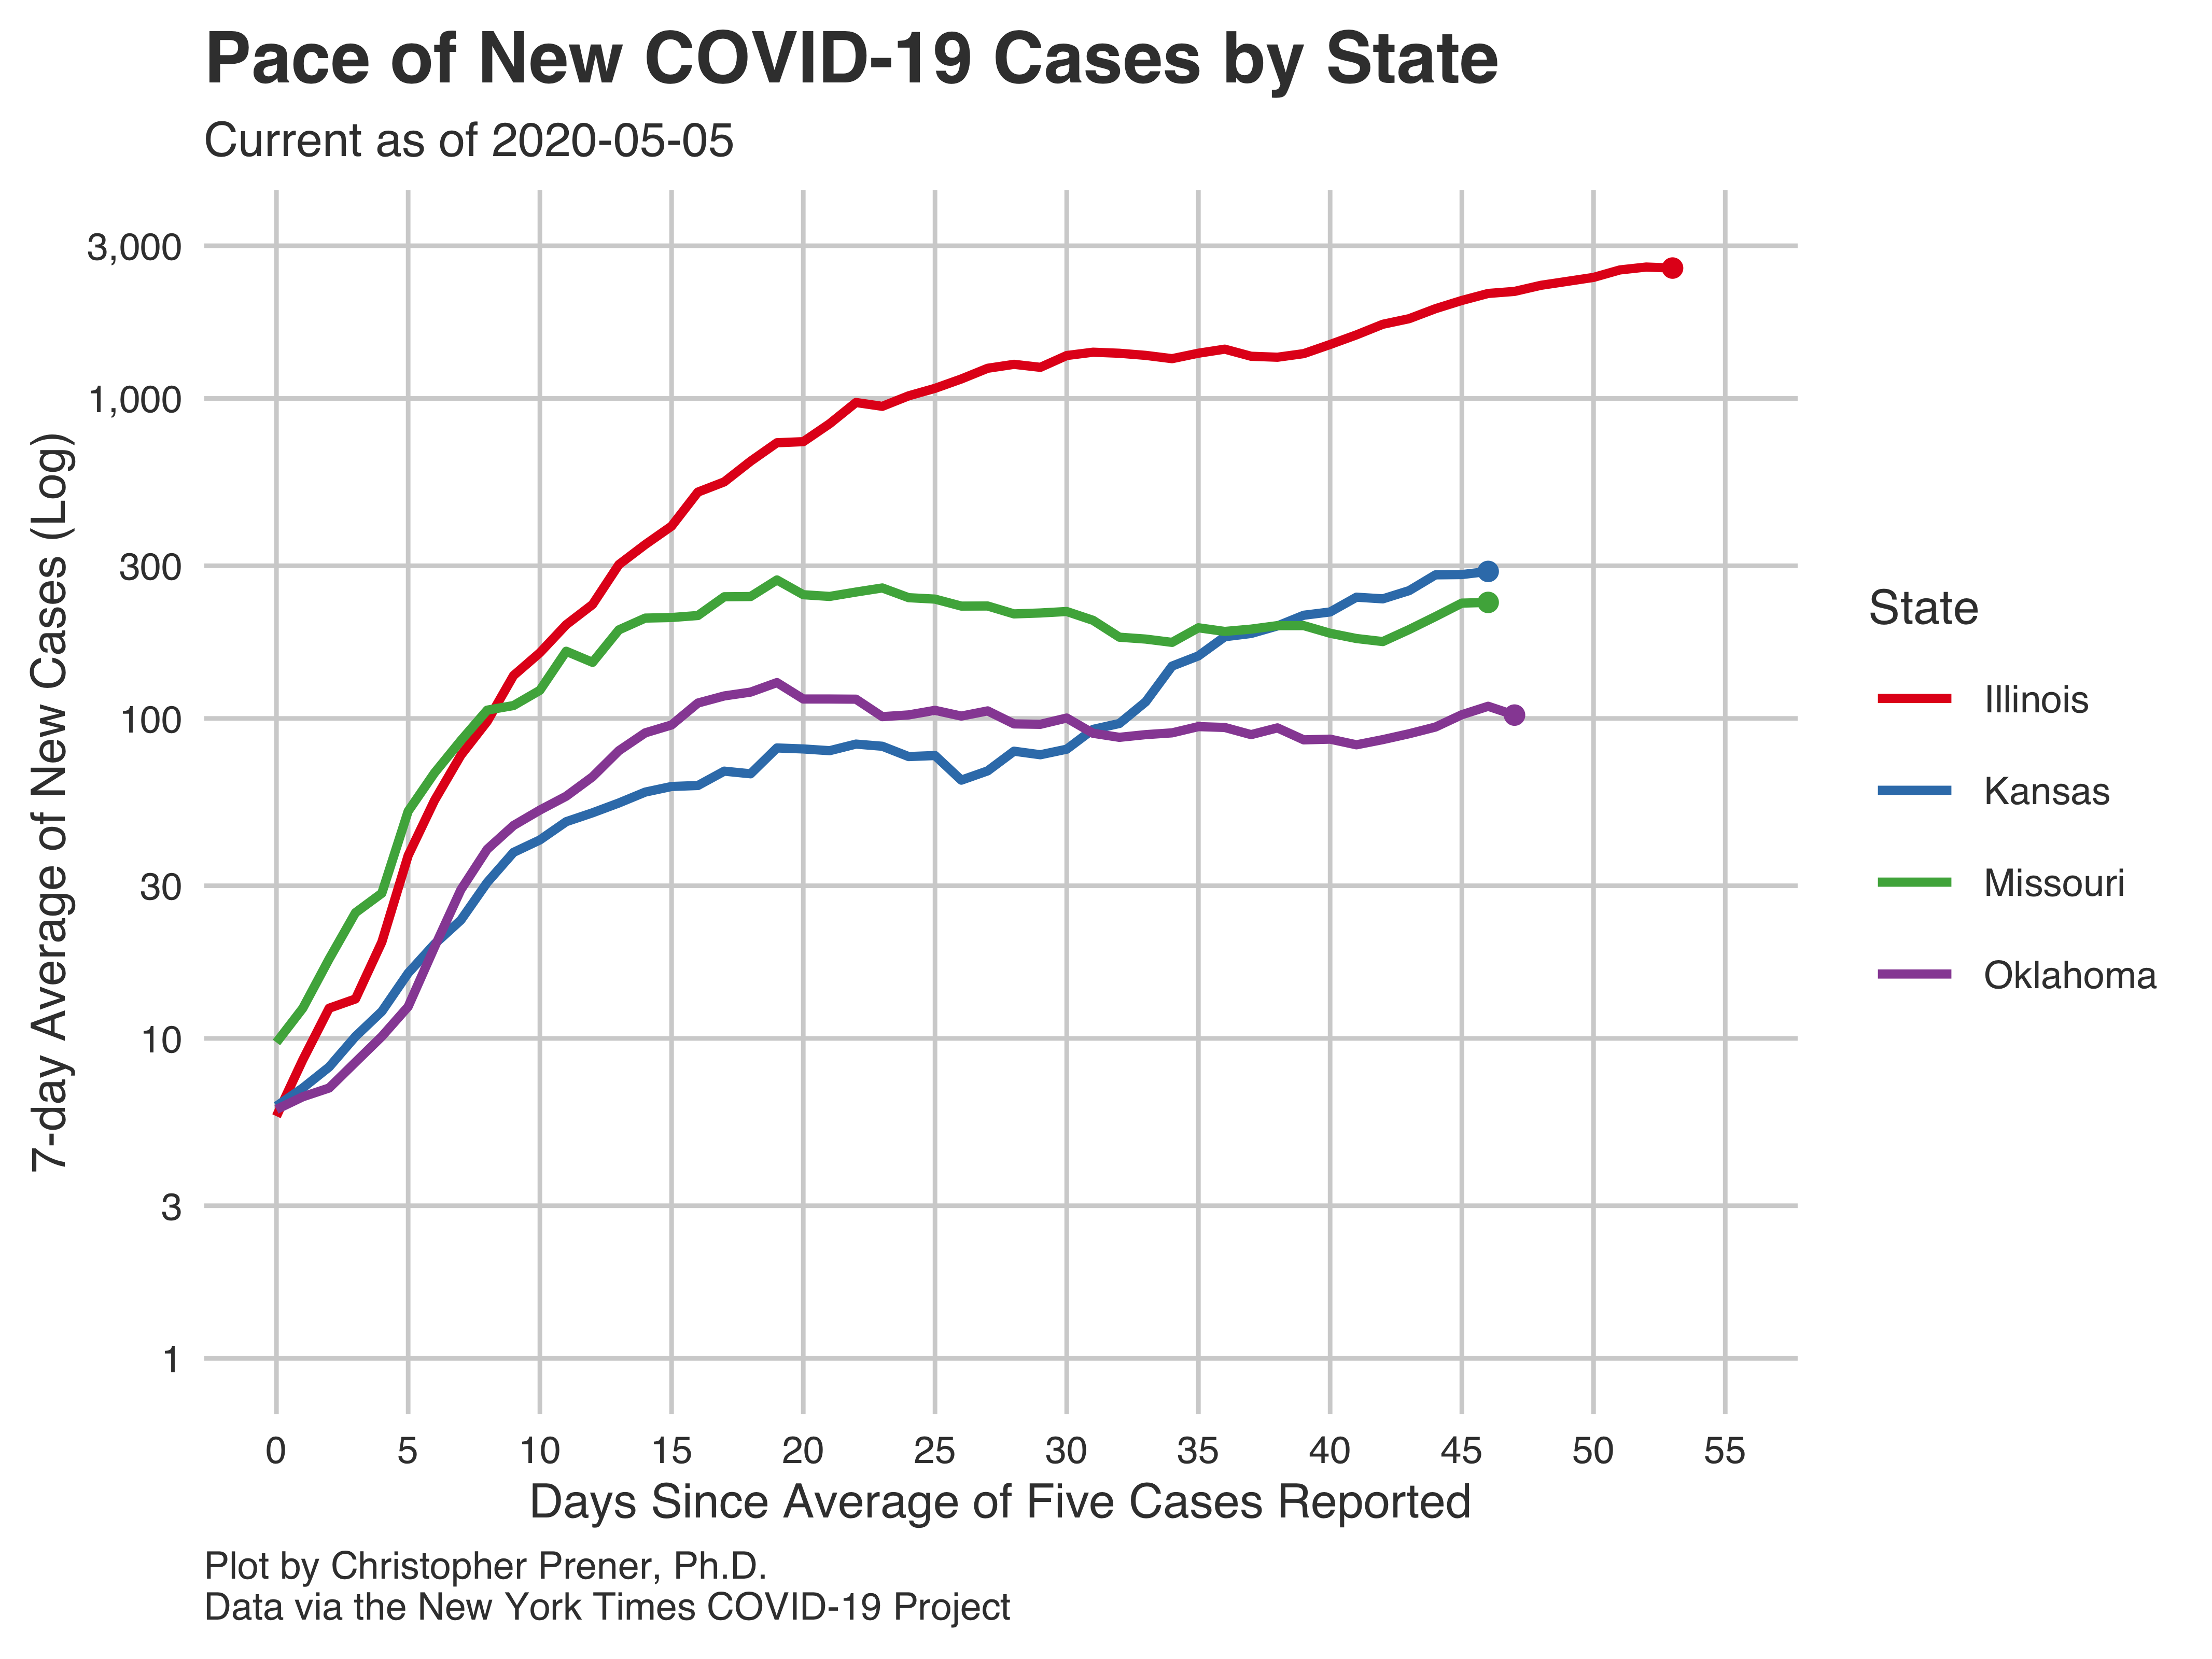 Pace of New COVID-19 Cases by State
Current as of 2020-05-05
7-day Average of New Cases (Log)
3,000
1,000
300
100
30
10
3
1
0 5 10 15 20 25 30 35 40 45 50 55
Days Since Average of Five Cases Reported
State
Illinois
Kansas
Missouri
Oklahoma
Plot by Christopher Prener, Ph.D.
Data via the New York Times COVID-19 Project